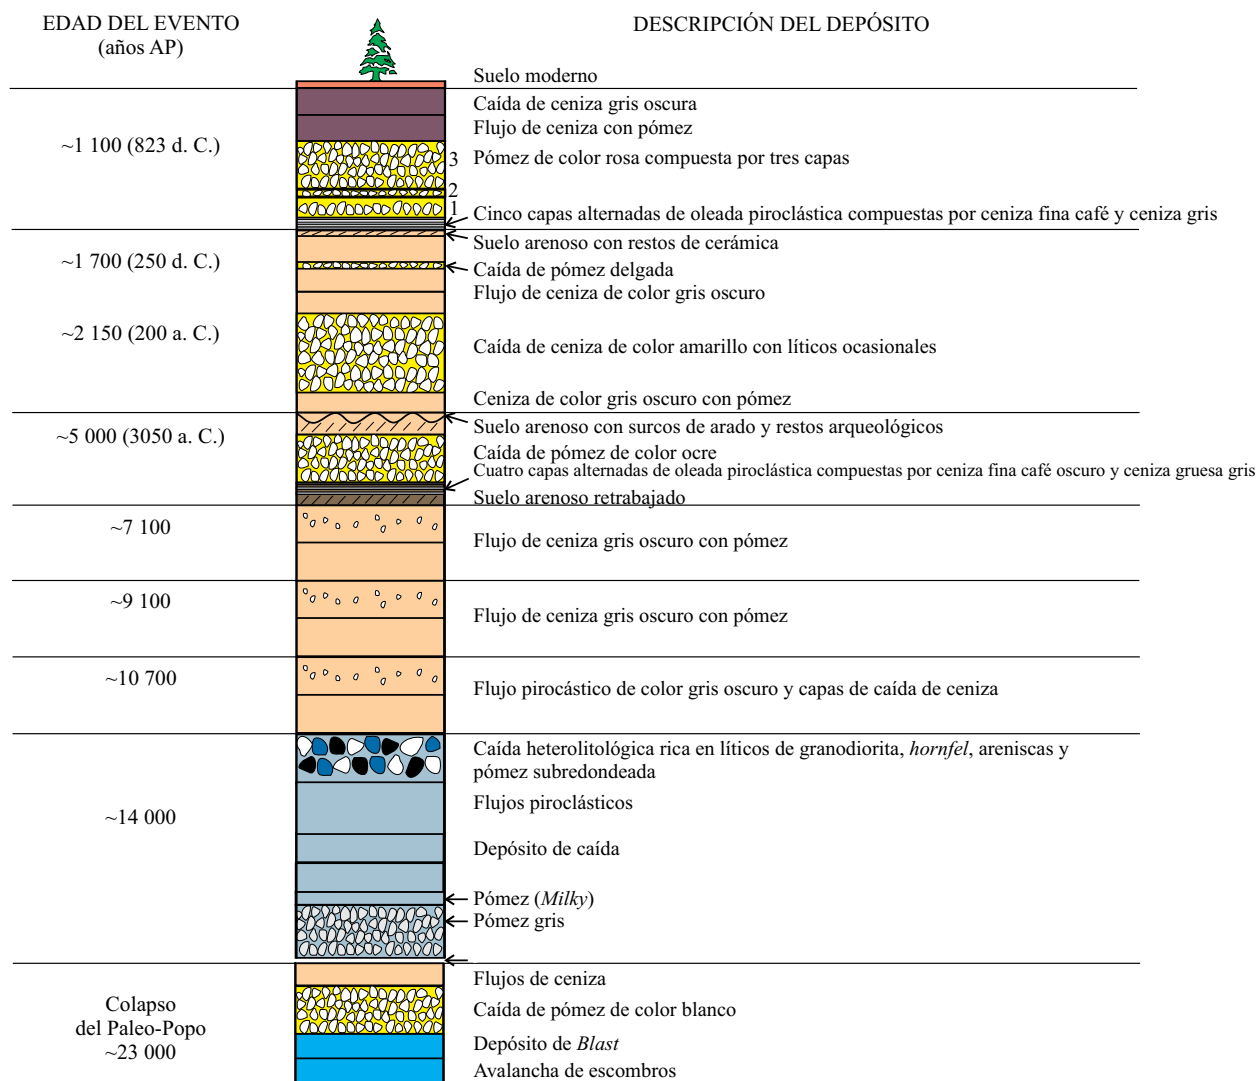 EDAD DEL EVENTO
(años AP)
DESCRIPCIÓN DEL DEPÓSITO
Suelo moderno
~1 100 (823 d. C.)
Caída de ceniza gris oscura
Flujo de ceniza con pómez
3
Pómez de color rosa compuesta por tres capas
2
1
Cinco capas alternadas de oleada piroclástica compuestas por ceniza fina café y ceniza gris
Suelo arenoso con restos de cerámica
~1 700 (250 d. C.)
Caída de pómez delgada
Flujo de ceniza de color gris oscuro
~2 150 (200 a. C.)
Caída de ceniza de color amarillo con líticos ocasionales
Ceniza de color gris oscuro con pómez
~5 000 (3050 a. C.)
Suelo arenoso con surcos de arado y restos arqueológicos
Caída de pómez de color ocre
Cuatro capas alternadas de oleada piroclástica compuestas por ceniza fina café oscuro y ceniza gruesa gris
Suelo arenoso retrabajado
~7 100
Flujo de ceniza gris oscuro con pómez
~9 100
Flujo de ceniza gris oscuro con pómez
~10 700
Flujo pirocástico de color gris oscuro y capas de caída de ceniza
~14 000
Caída heterolitológica rica en líticos de granodiorita, hornfel, areniscas y
pómez subredondeada
Flujos piroclásticos
Depósito de caída
Pómez (Milky)
Pómez gris
Colapso
del Paleo-Popo
~23 000
Flujos de ceniza
Caída de pómez de color blanco
Depósito de Blast
Avalancha de escombros